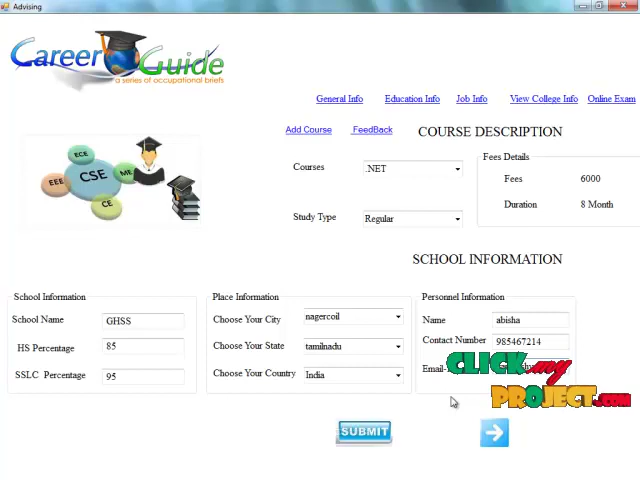 Advising
Career Guide
a series of occupational briefs
General Info Education Info Job Info View College Info Online Exam
Add Course FeedBack COURSE DESCRIPTION
ECE
CSE
ME
EEE
CE
Courses .NET
Study Type Regular
Fees Details
Fees 6000
Duration 8 Month
SCHOOL INFORMATION
School Information
School Name GHSS
HS Percentage 85
SSLC Percentage 95
Place Information
Choose Your City nagercoil
Choose Your State tamilnadu
Choose Your Country India
Personnel Information
Name abisha
Contact Number 985467214
CLICK my
PROJECT.COM
SUBMIT